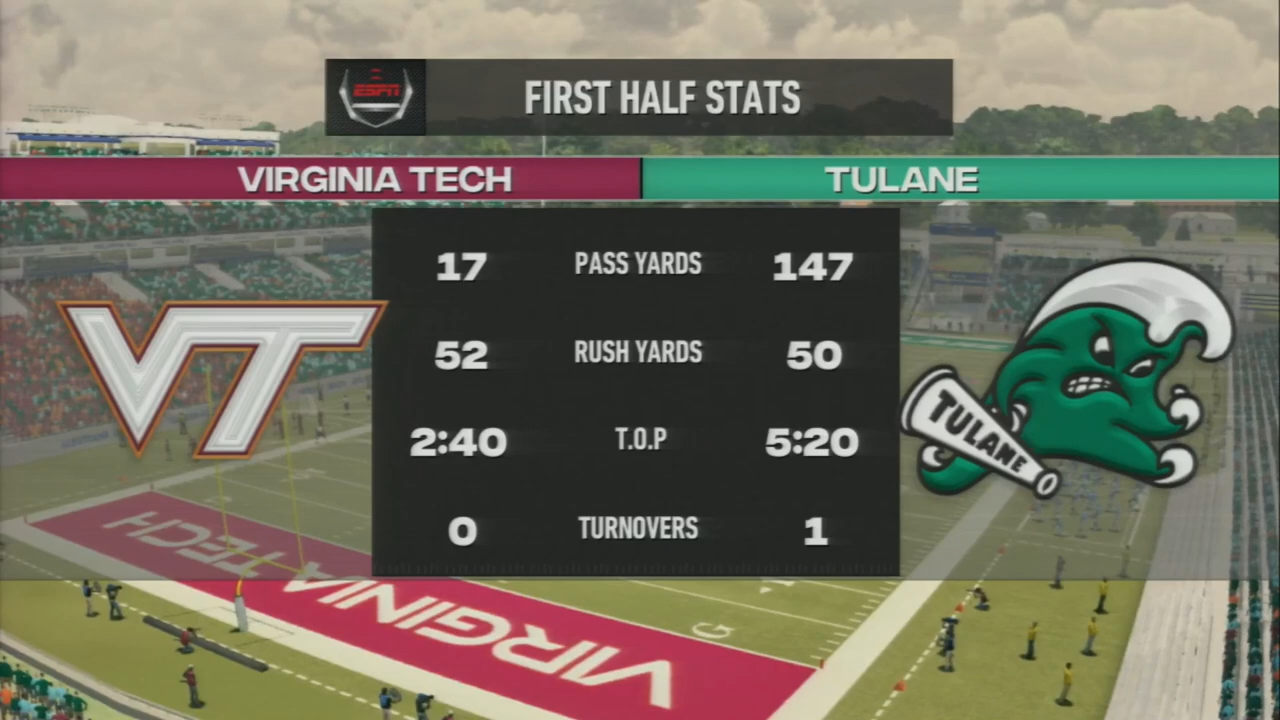 ESPN
FIRST HALF STATS
VIRGINIA TECH
TULANE
17 PASS YARDS 147
52 RUSH YARDS 50
2:40 T.O.P 5:20
0 TURNOVERS 1
VT
TULANE
VIRGINIA TECH
G